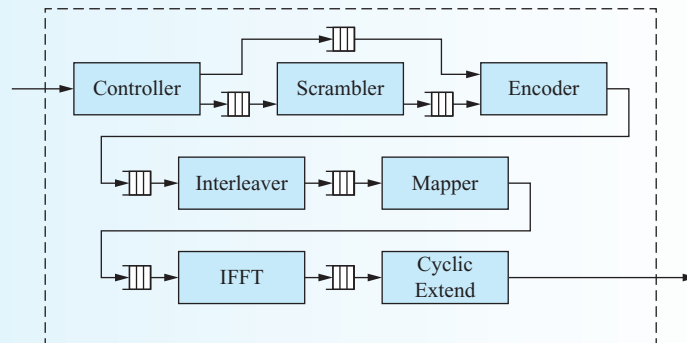 Controller
Scrambler
Encoder
Interleaver
Mapper
IFFT
Cyclic
Extend